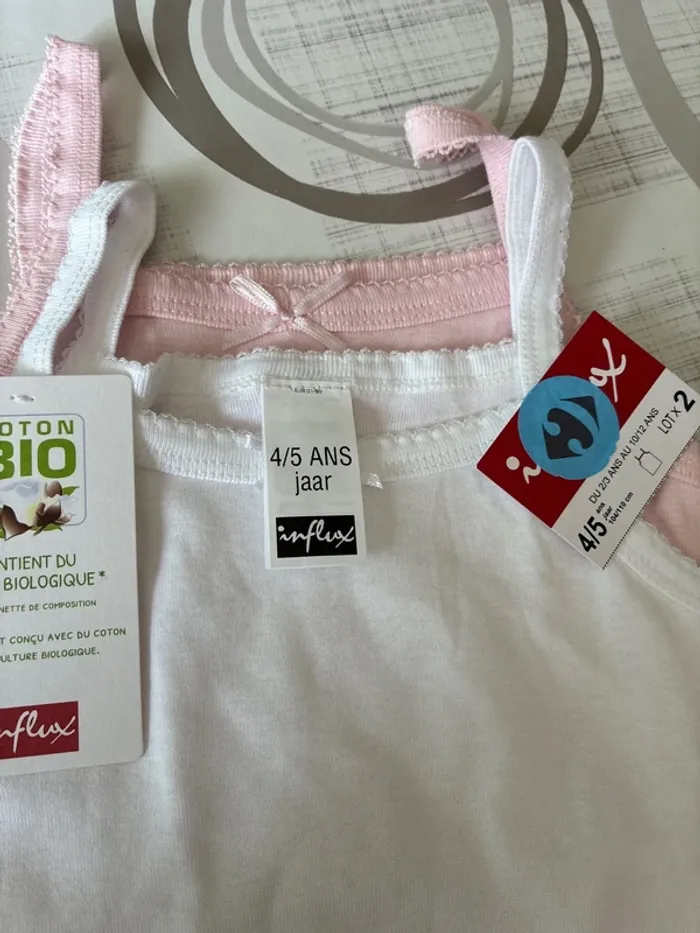 OTON
BIO
NTIENT DU
BIOLOGIQUE*
NETTE DE COMPOSITION
T CONÇU AVEC DU COTON
ULTURE BIOLOGIQUE.
nflux
4/5 ANS
jaar
influx
ux
LOT X 2
DU 2/3 ANS AU 10/12 ANS
4/5 ans
jaar
104/110 cm